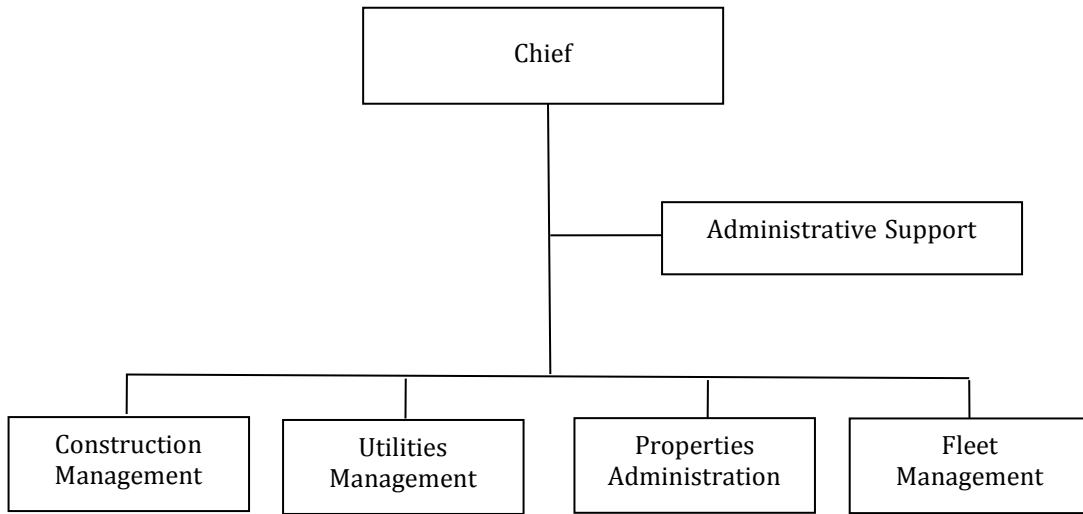 Chief
Administrative Support
Construction
Management
Utilities
Management
Properties
Administration
Fleet
Management